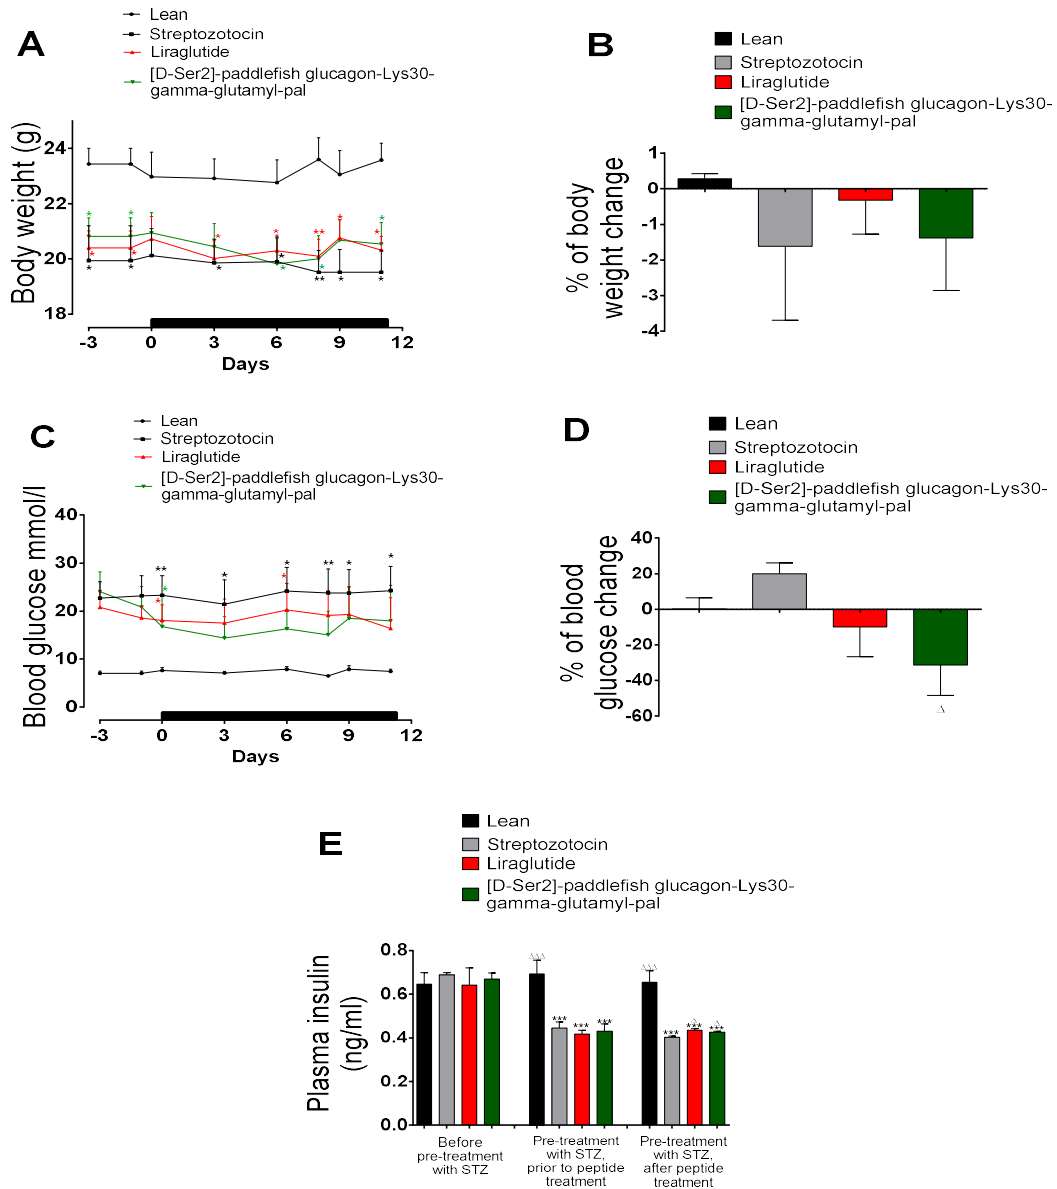 A
Lean
Streptozotocin
Liraglutide
[D-Ser2]-paddlefish glucagon-Lys30-
gamma-glutamyl-pal
Body weight (g)
24
22
20
18
-3
0
3
6
9
12
Days
B
Lean
Streptozotocin
Liraglutide
[D-Ser2]-paddlefish glucagon-Lys30-
gamma-glutamyl-pal
% of body
weight change
1
0
-1
-2
-3
-4
C
Lean
Streptozotocin
Liraglutide
[D-Ser2]-paddlefish glucagon-Lys30-
gamma-glutamyl-pal
Blood glucose mmol/l
40
30
20
10
0
-3
0
3
6
9
12
Days
D
Lean
Streptozotocin
Liraglutide
[D-Ser2]-paddlefish glucagon-Lys30-
gamma-glutamyl-pal
% of blood
glucose change
40
20
0
-20
-40
-60
Δ
E
Lean
Streptozotocin
Liraglutide
[D-Ser2]-paddlefish glucagon-Lys30-
gamma-glutamyl-pal
Plasma insulin
(ng/ml)
0.8
0.6
0.4
0.2
0.0
ΔΔΔ
***
***
***
ΔΔΔ
***
Δ
***
Δ
***
Before
pre-treatment
with STZ
Pre-treatment
with STZ,
prior to peptide
treatment
Pre-treatment
with STZ,
after peptide
treatment